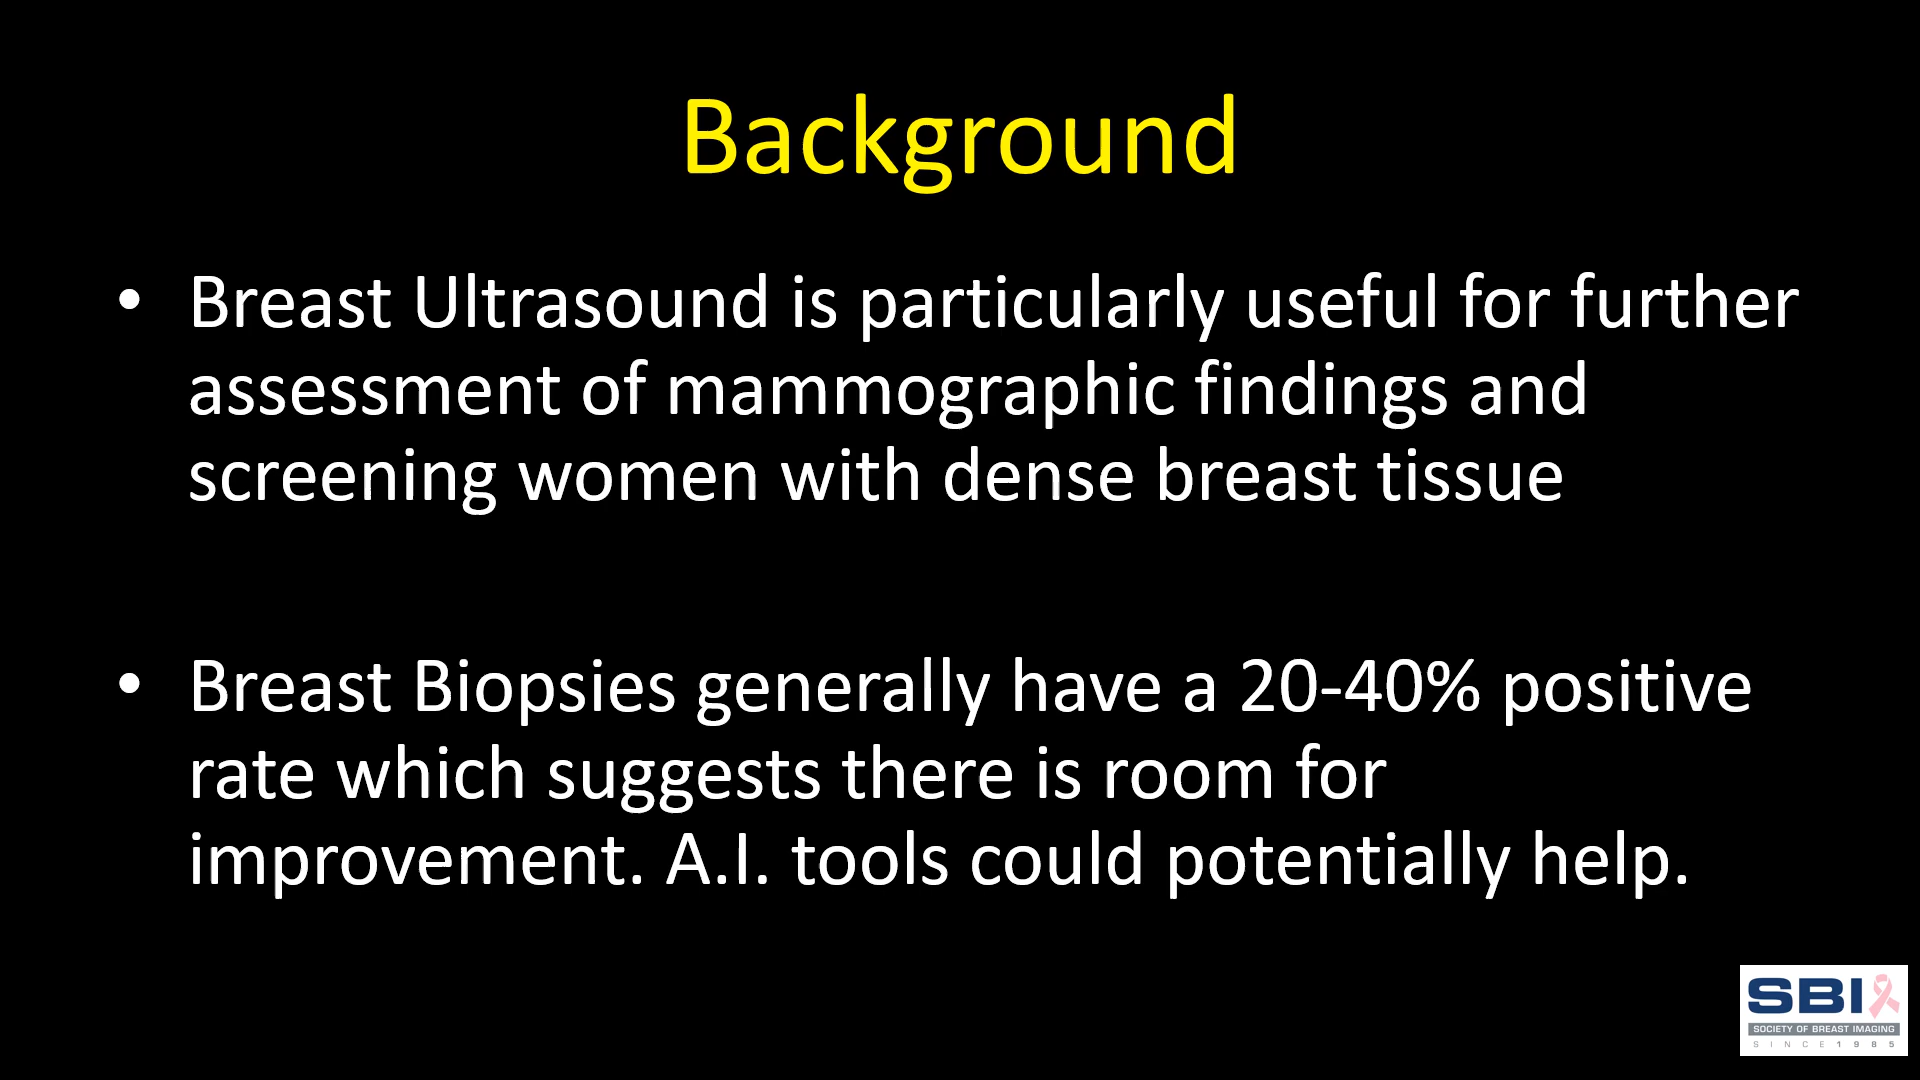 Background
• Breast Ultrasound is particularly useful for further
assessment of mammographic findings and
screening women with dense breast tissue
• Breast Biopsies generally have a 20-40% positive
rate which suggests there is room for
improvement. A.I. tools could potentially help.
SBI
SOCIETY OF BREAST IMAGING
SINCE 1985